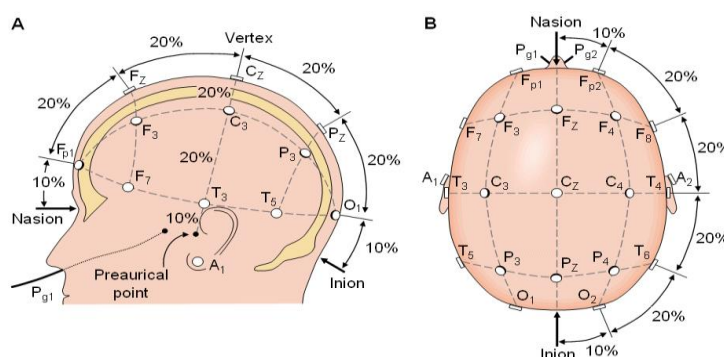 A
20%
Vertex
20%
FZ
CZ
20%
20%
20%
C3
F3
PZ
Fp1
20%
P3
20%
10%
F7
T3
T5
O1
Nasion
10%
10%
Preaurical
point
A1
Inion
Pg1
B
Nasion
10%
20%
Pg1
Pg2
Fp1
Fp2
F7
F3
FZ
F4
F8
20%
A1
T3
C3
CZ
C4
T4
A2
20%
T5
P3
PZ
P4
T6
O1
O2
20%
Inion
10%